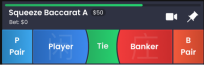 Squeeze Baccarat A $50
Bet: $0
P Pair
Player
Tie
Banker
B Pair